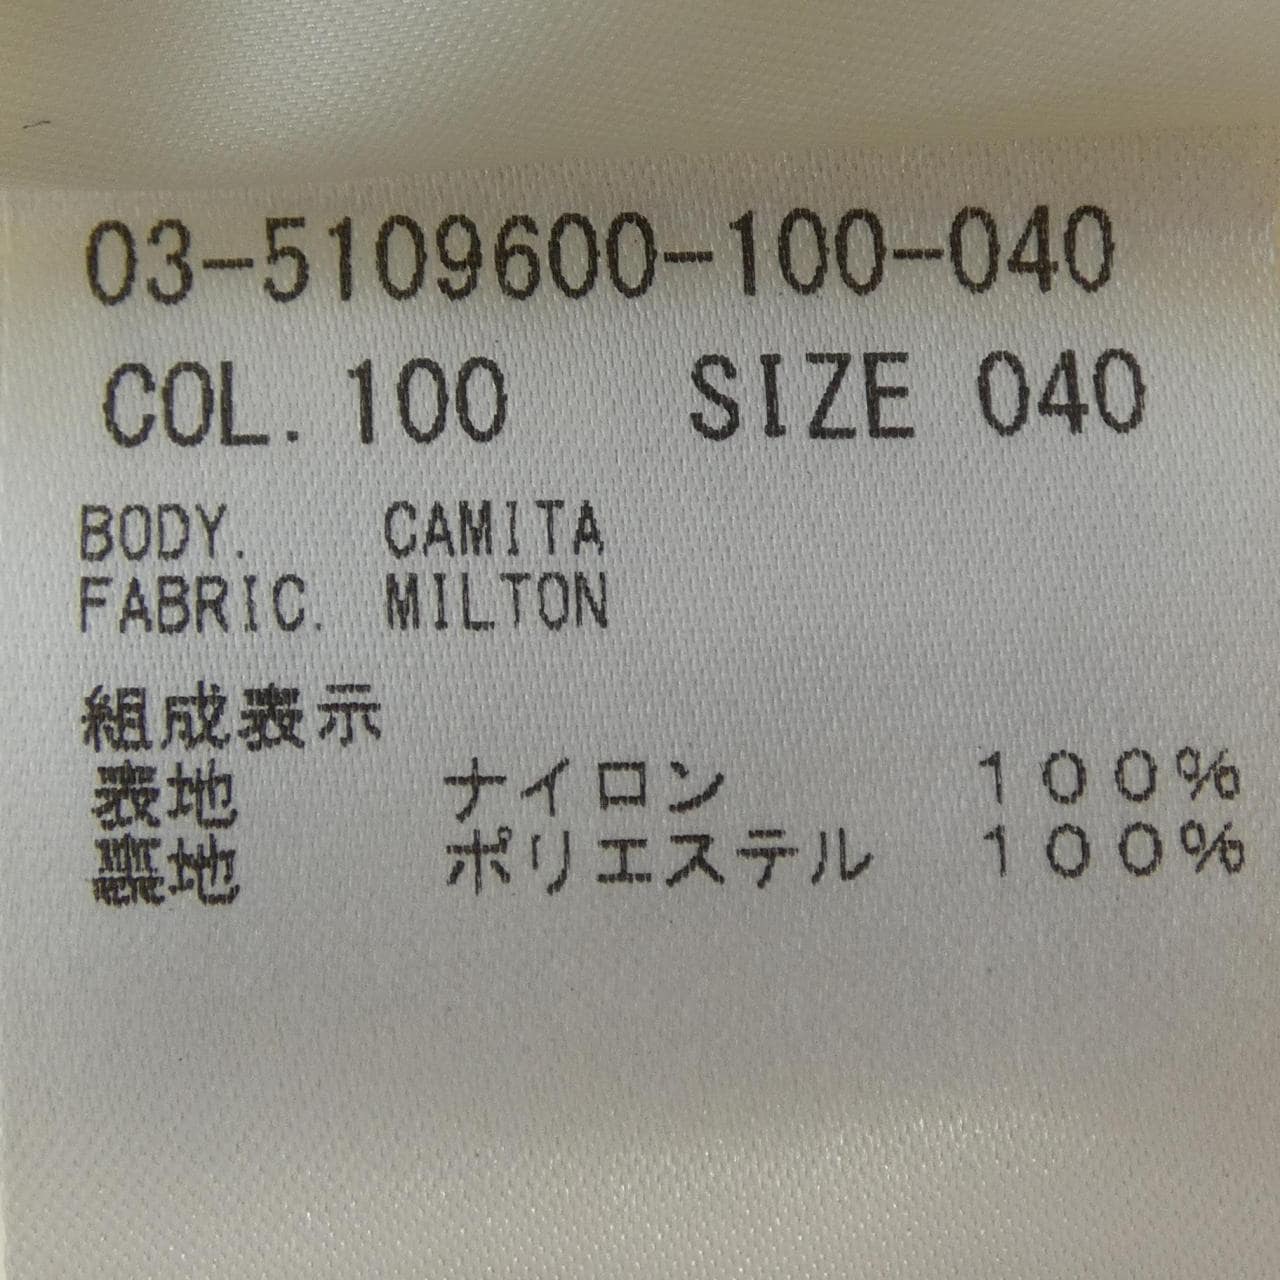 03-5109600-100-040
COL. 100 SIZE 040
BODY. CAMITA
FABRIC. MILTON
組成表示
表地 ナイロン 100%
裏地 ポリエステル 100%